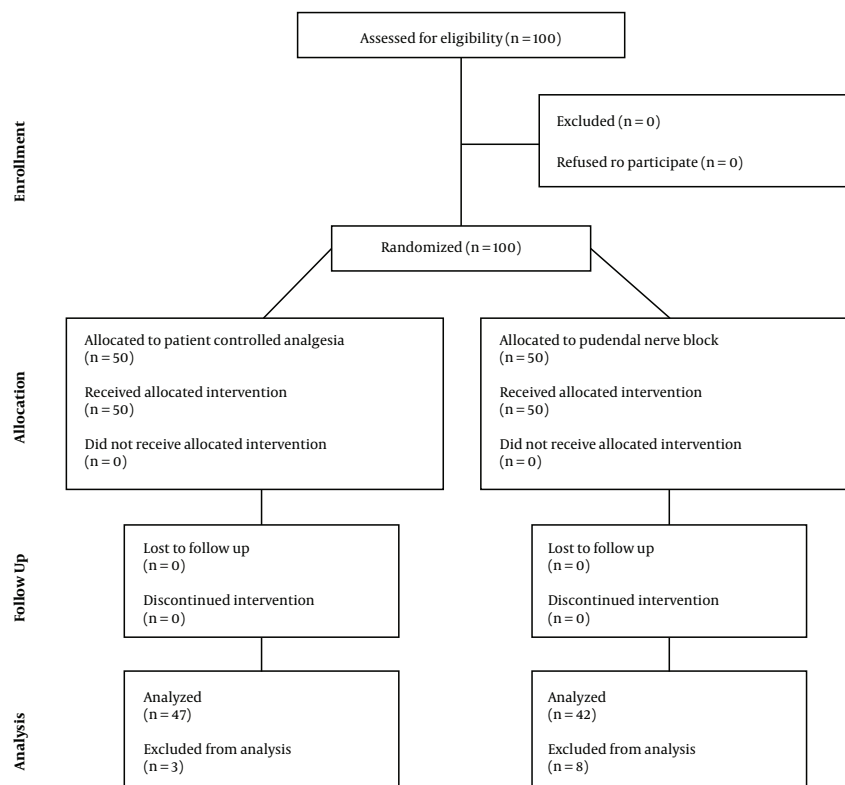 Assessed for eligibility (n = 100)
Enrollment
Excluded (n = 0)
Refused ro participate (n = 0)
Randomized (n = 100)
Allocation
Allocated to patient controlled analgesia
(n = 50)
Received allocated intervention
(n = 50)
Did not receive allocated intervention
(n = 0)
Allocated to pudendal nerve block
(n = 50)
Received allocated intervention
(n = 50)
Did not receive allocated intervention
(n = 0)
Follow Up
Lost to follow up
(n = 0)
Discontinued intervention
(n = 0)
Lost to follow up
(n = 0)
Discontinued intervention
(n = 0)
Analysis
Analyzed
(n = 47)
Excluded from analysis
(n = 3)
Analyzed
(n = 42)
Excluded from analysis
(n = 8)